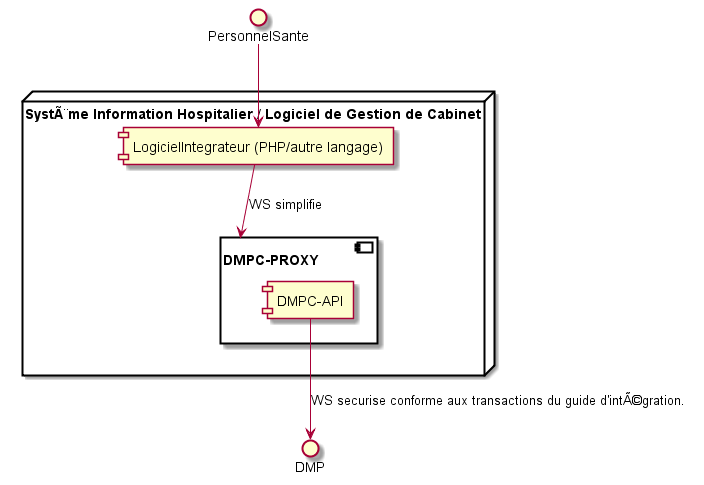 PersonnelSante
SystÃ¨me Information Hospitalier / Logiciel de Gestion de Cabinet
LogicielIntegrateur (PHP/autre langage)
WS simplifie
DMPC-PROXY
DMPC-API
WS securise conforme aux transactions du guide d'intÃ©gration.
DMP